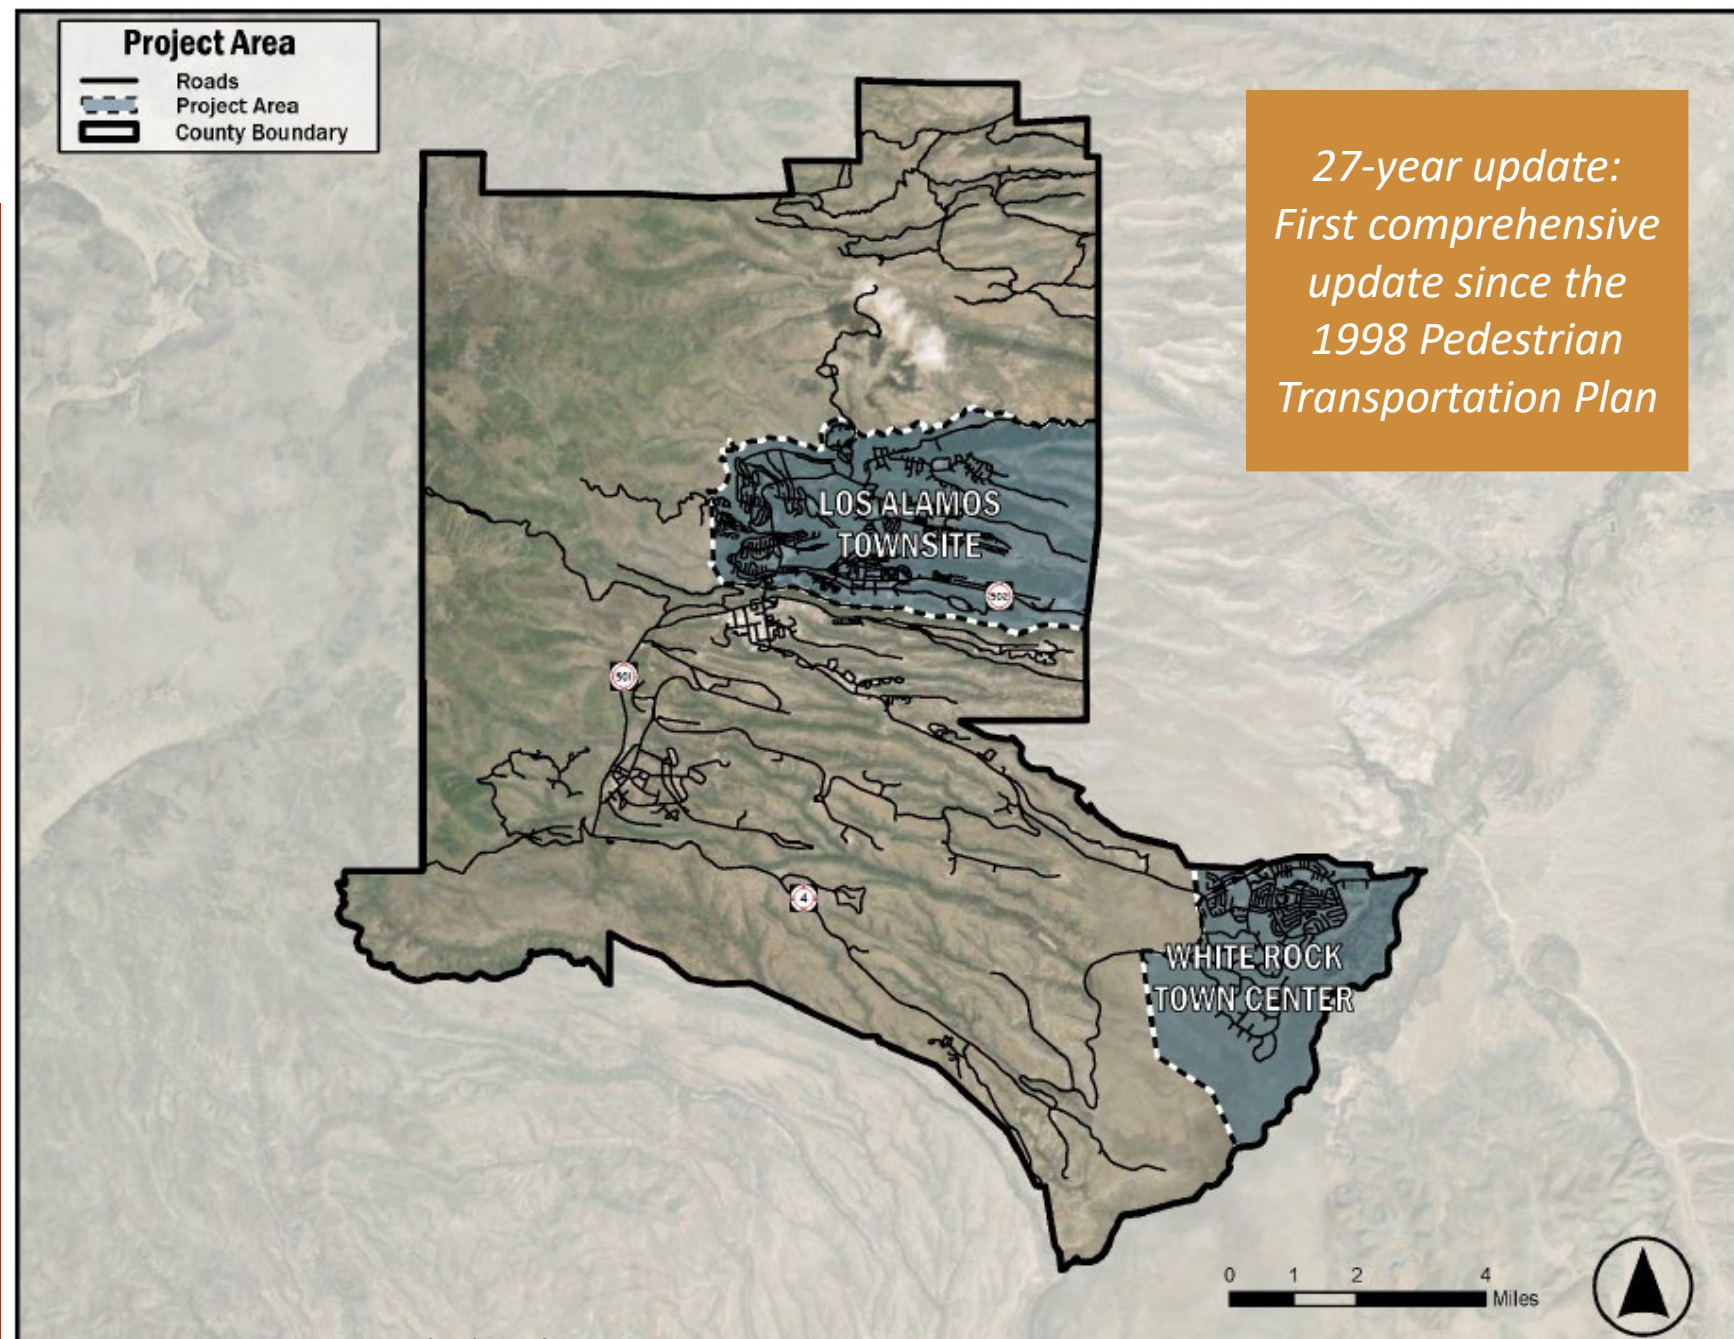 Project Area
Roads
Project Area
County Boundary
27-year update:
First comprehensive
update since the
1998 Pedestrian
Transportation Plan
LOS ALAMOS
TOWNSITE
502
501
4
WHITE ROCK
TOWN CENTER
0 1 2 4
Miles